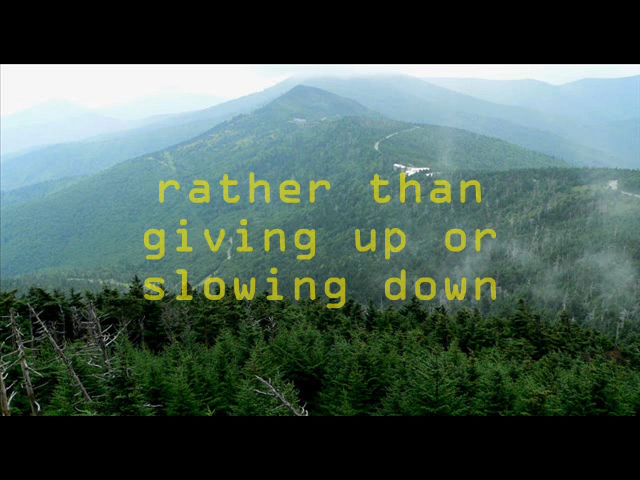 rather than
giving up or
slowing down